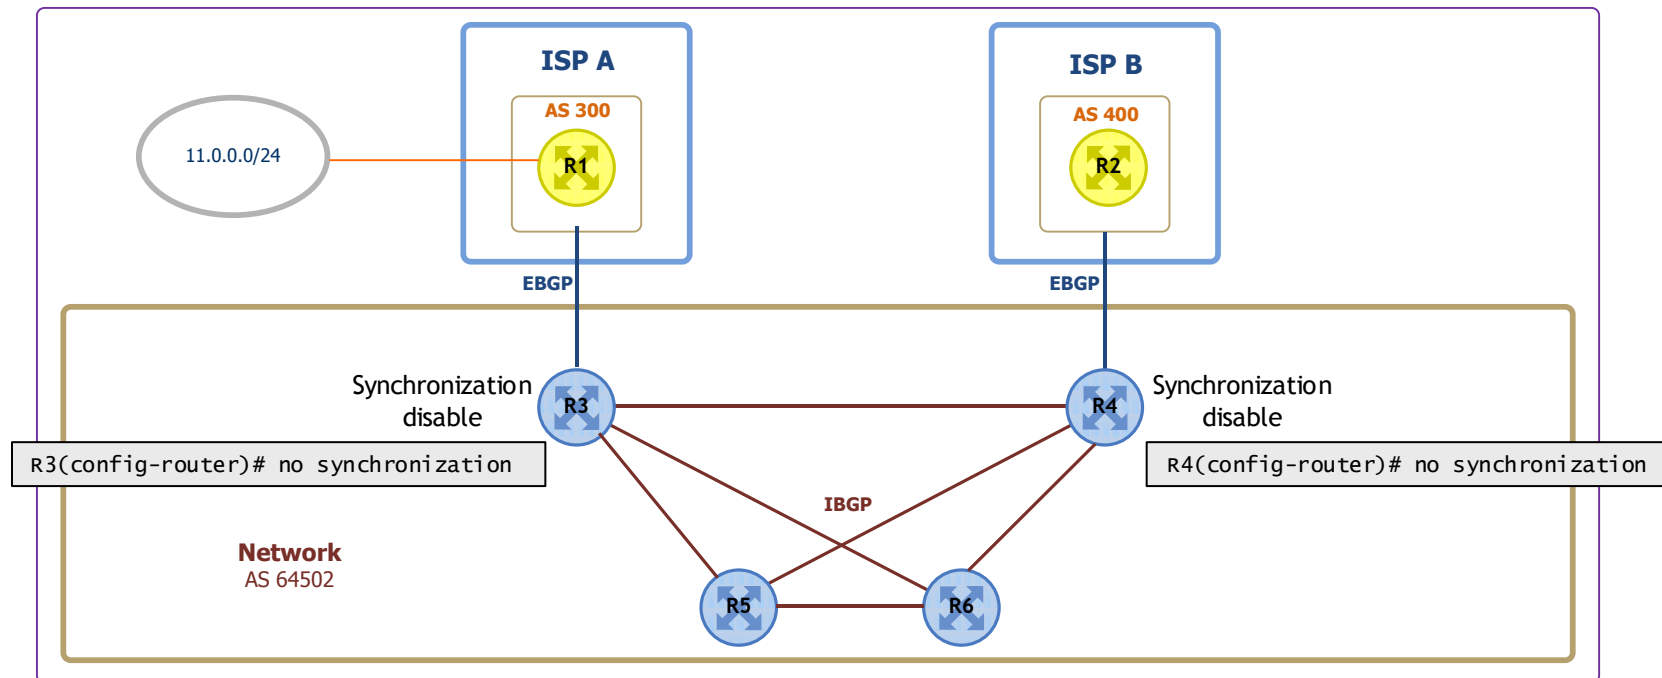 ISP A
ISP B
AS 300
AS 400
11.0.0.0/24
R1
R2
EBGP
EBGP
Synchronization
disable
R3
R4
Synchronization
disable
R3(config-router)# no synchronization
R4(config-router)# no synchronization
IBGP
Network
AS 64502
R5
R6